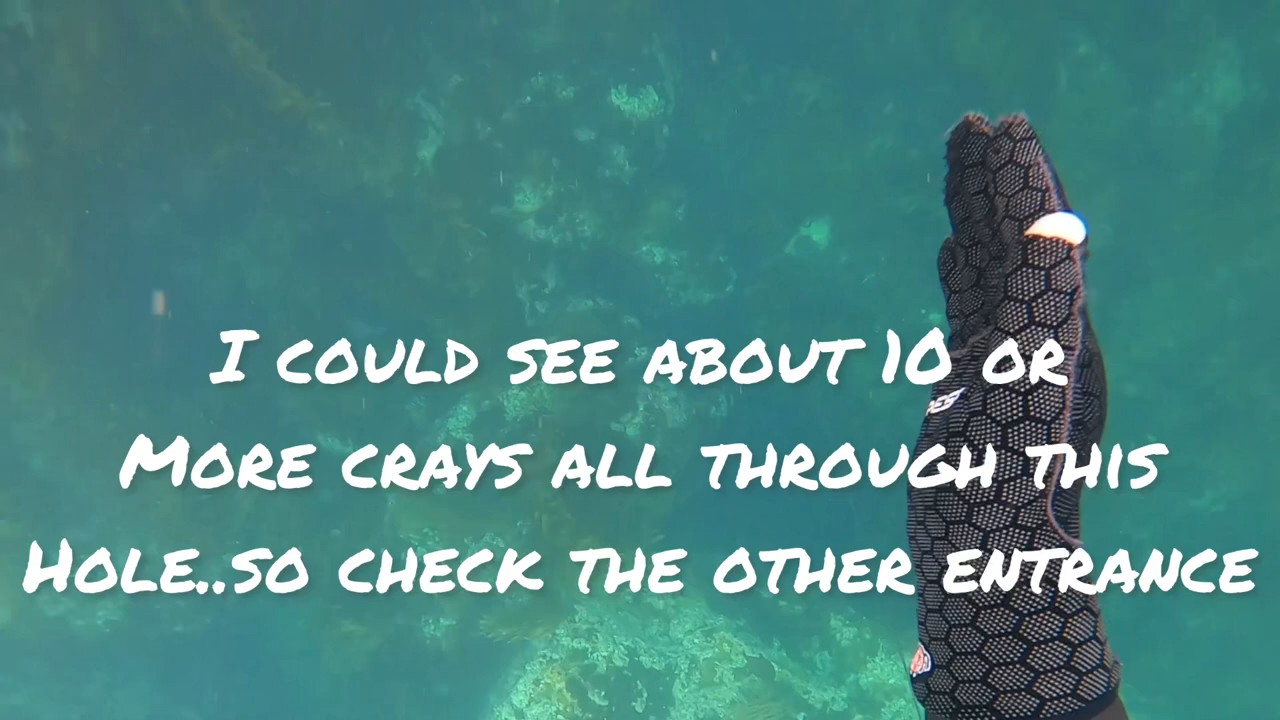 I COULD SEE ABOUT 10 OR
MORE CRAYS ALL THROUGH THIS
HOLE..SO CHECK THE OTHER ENTRANCE